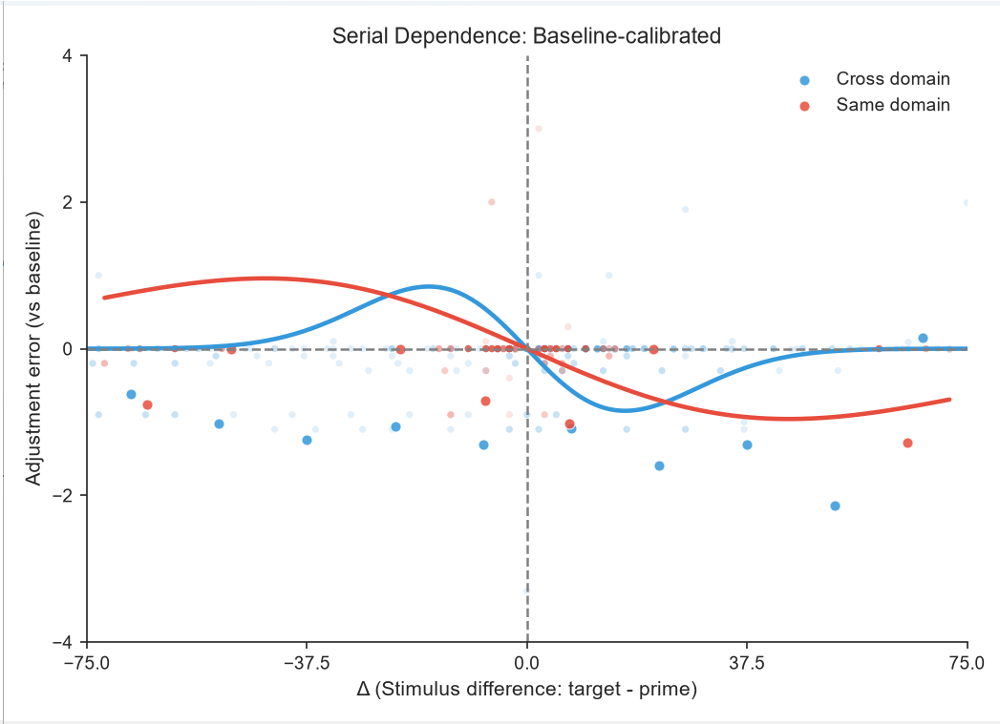 Serial Dependence: Baseline-calibrated
4
Cross domain
Same domain
2
0
−2
−4
Adjustment error (vs baseline)
−75.0
−37.5
0.0
37.5
75.0
Δ (Stimulus difference: target - prime)